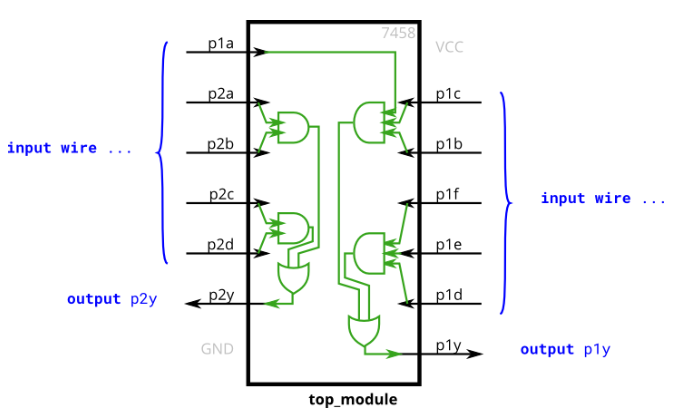 7458
p1a
VCC
p2a
p1c
input wire ...
p2b
p1b
p2c
p1f
input wire ...
p2d
p1e
output p2y
p2y
p1d
GND
p1y
output p1y
top_module